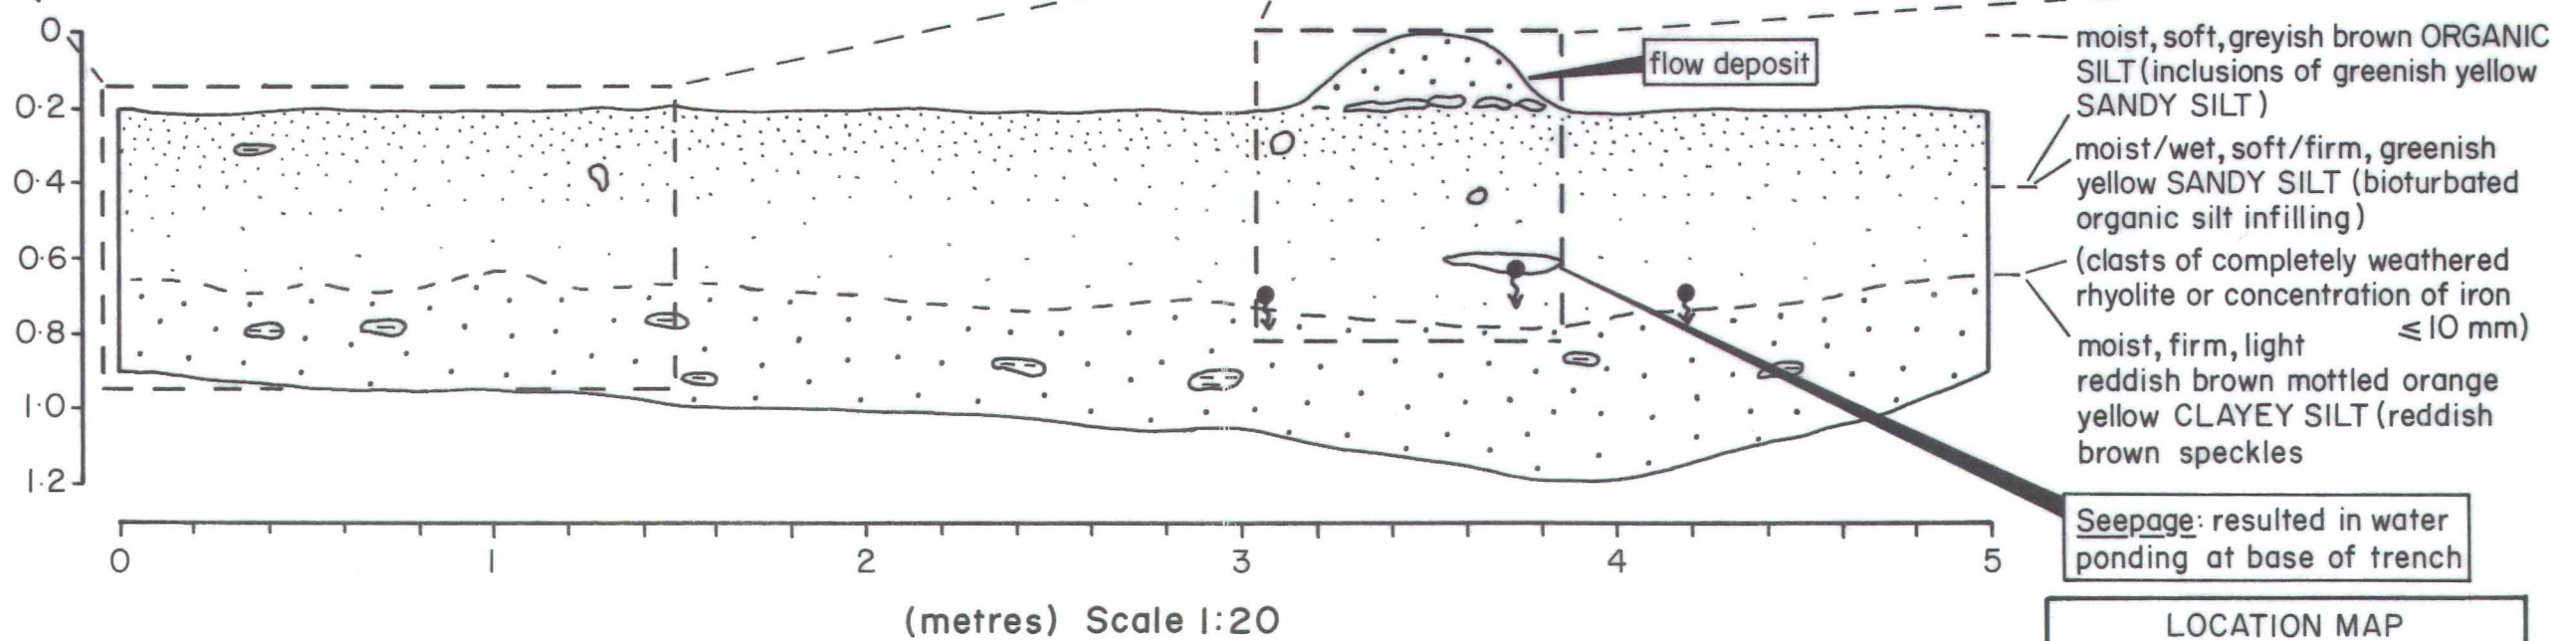 0
0·2
0·4
0·6
0·8
1·0
1·2
flow deposit
moist, soft, greyish brown ORGANIC
SILT (inclusions of greenish yellow
SANDY SILT)
moist/wet, soft/firm, greenish
yellow SANDY SILT (bioturbated
organic silt infilling)
(clasts of completely weathered
rhyolite or concentration of iron
≤ 10 mm)
moist, firm, light
reddish brown mottled orange
yellow CLAYEY SILT (reddish
brown speckles
Seepage: resulted in water
ponding at base of trench
0 1 2 3 4 5
(metres) Scale 1:20
LOCATION MAP